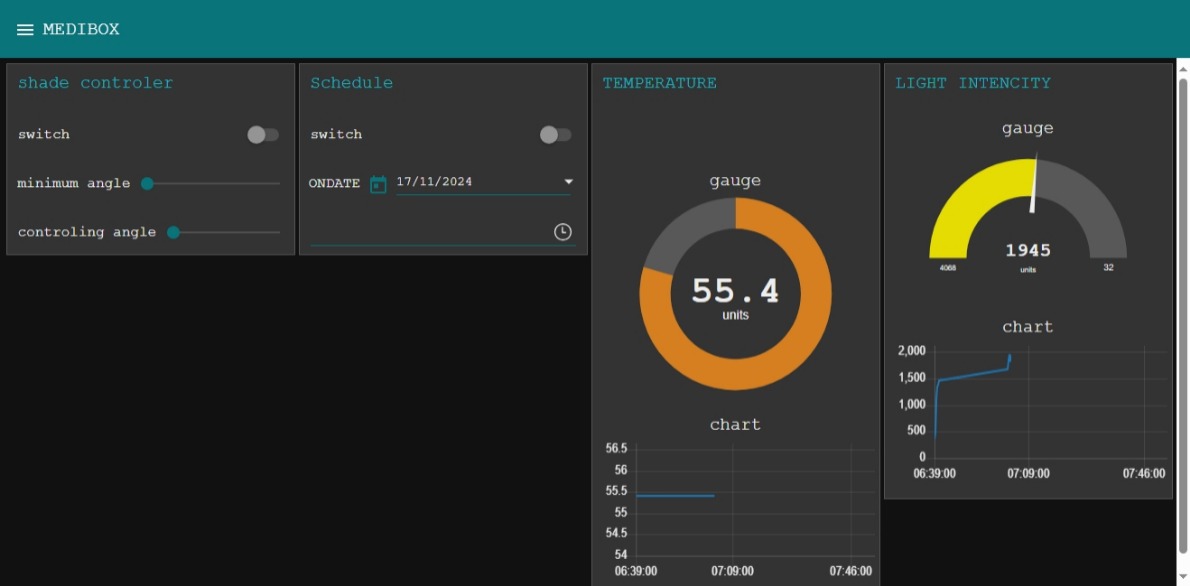 MEDIBOX
shade controler
switch
minimum angle
controling angle
Schedule
switch
ONDATE 17/11/2024
TEMPERATURE
gauge
55.4
units
chart
56.5
56
55.5
55
54.5
54
06:39:00 07:09:00 07:46:00
LIGHT INTENCITY
gauge
1945
units
4068 32
chart
2,000
1,500
1,000
500
0
06:39:00 07:09:00 07:46:00